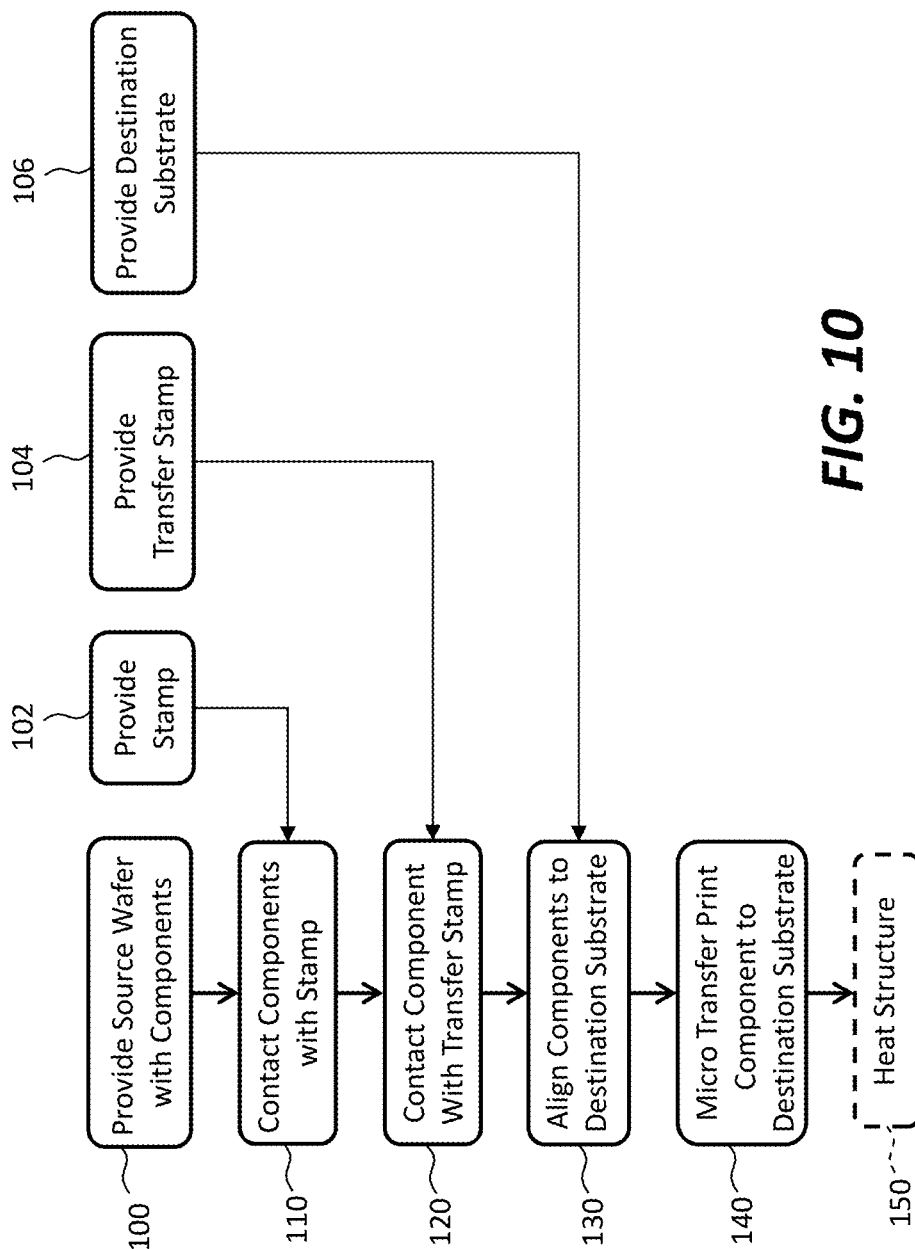 100
Provide Source Wafer
with Components
102
Provide
Stamp
104
Provide
Transfer Stamp
106
Provide Destination
Substrate
110
Contact Components
with Stamp
120
Contact Component
With Transfer Stamp
130
Align Components to
Destination Substrate
140
Micro Transfer Print
Component to
Destination Substrate
150
Heat Structure
FIG. 10